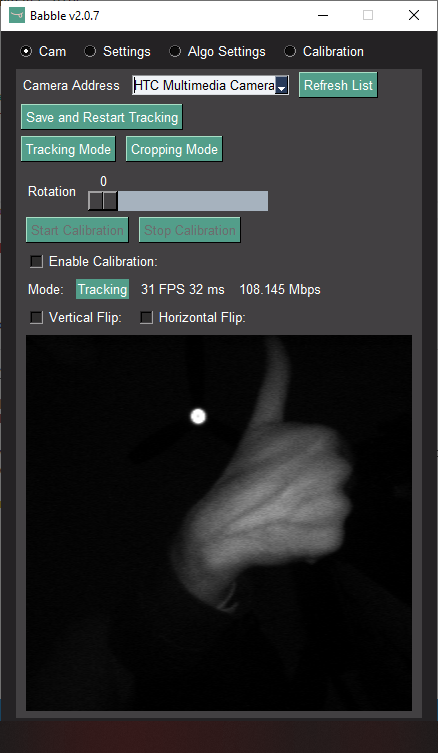 Babble v2.0.7
Cam Settings Algo Settings Calibration
Camera Address HTC Multimedia Camera Refresh List
Save and Restart Tracking
Tracking Mode Cropping Mode
0
Rotation
Start Calibration Stop Calibration
Enable Calibration:
Mode: Tracking 31 FPS 32 ms 108.145 Mbps
Vertical Flip: Horizontal Flip: